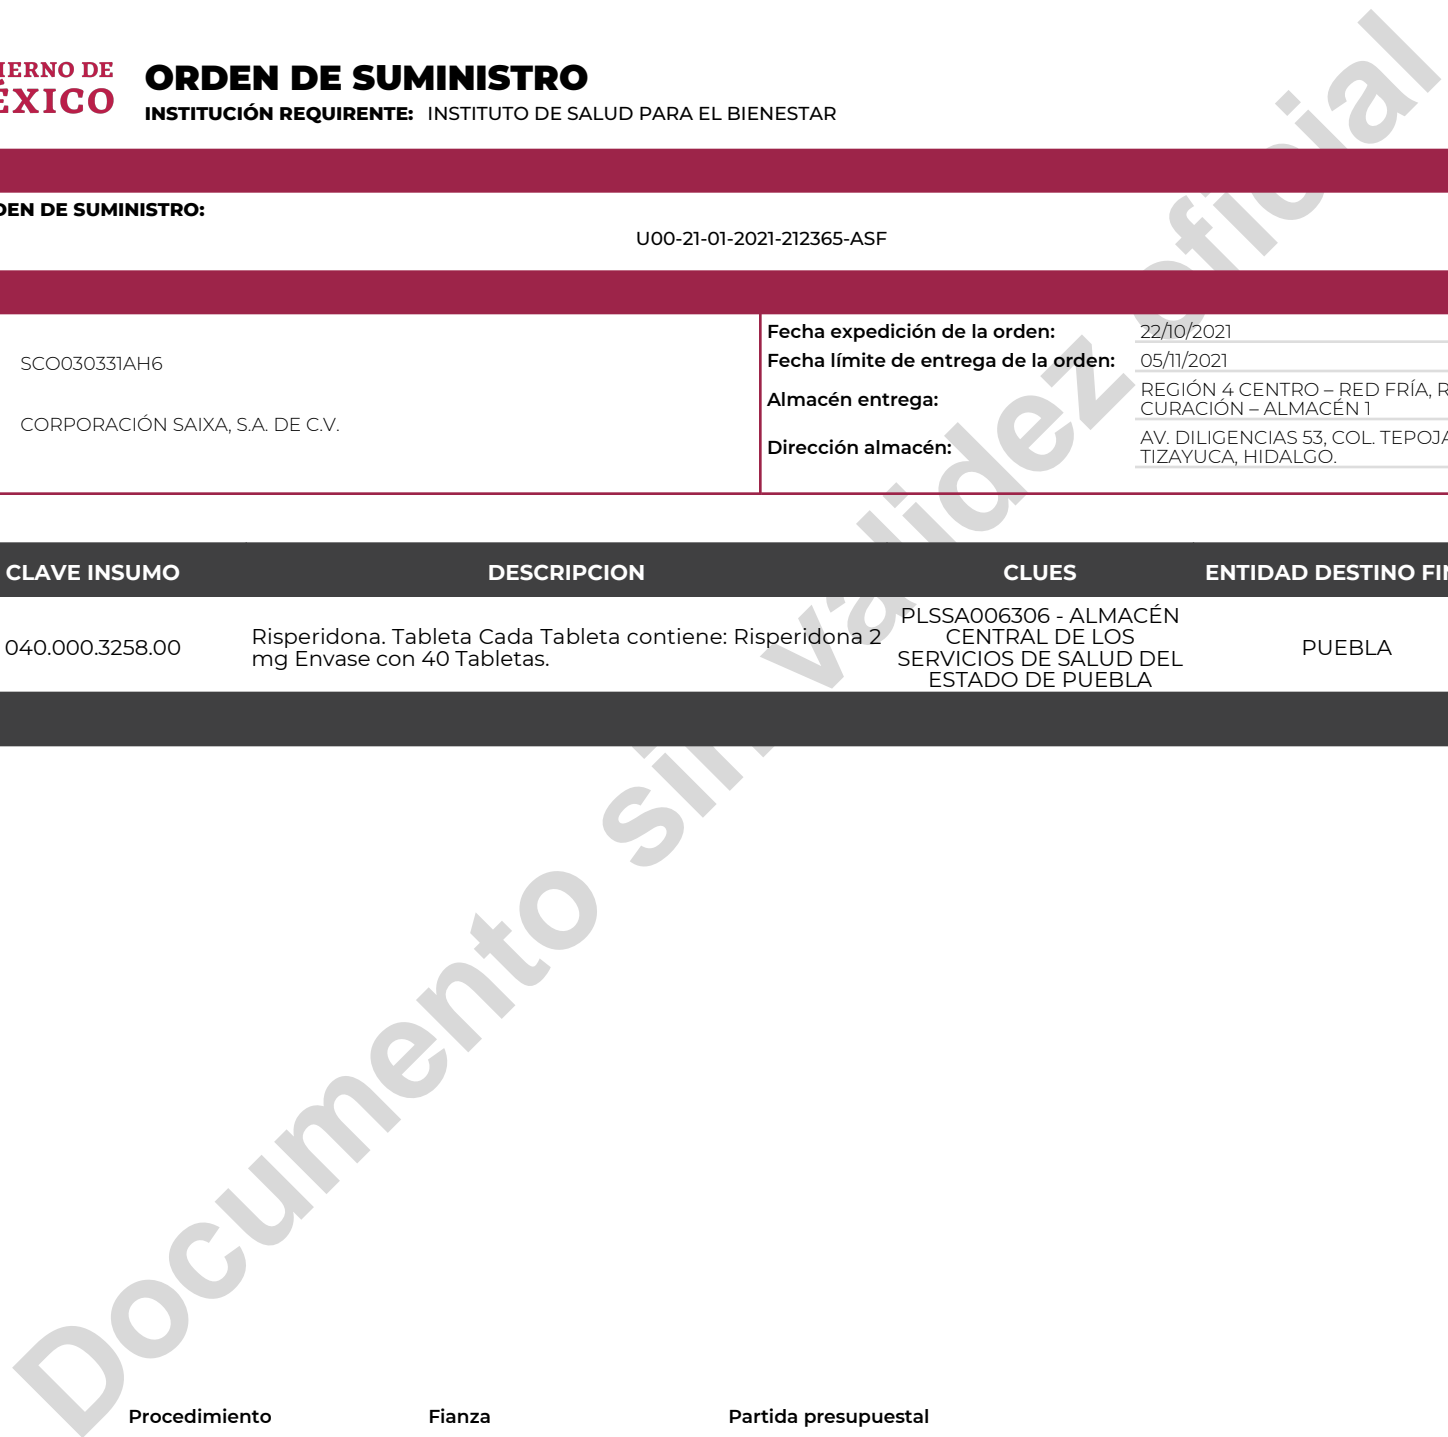 IERNO DE
ÉXICO
ORDEN DE SUMINISTRO
INSTITUCIÓN REQUIRENTE: INSTITUTO DE SALUD PARA EL BIENESTAR
DEN DE SUMINISTRO:
U00-21-01-2021-212365-ASF
SCO030331AH6
CORPORACIÓN SAIXA, S.A. DE C.V.
Fecha expedición de la orden: 22/10/2021
Fecha límite de entrega de la orden: 05/11/2021
Almacén entrega: REGIÓN 4 CENTRO – RED FRÍA, R
CURACIÓN – ALMACÉN 1
Dirección almacén: AV. DILIGENCIAS 53, COL. TEPOJA
TIZAYUCA, HIDALGO.
CLAVE INSUMO DESCRIPCION CLUES ENTIDAD DESTINO FIN
040.000.3258.00
Risperidona. Tableta Cada Tableta contiene: Risperidona 2
mg Envase con 40 Tabletas.
PLSSA006306 - ALMACÉN
CENTRAL DE LOS
SERVICIOS DE SALUD DEL
ESTADO DE PUEBLA
PUEBLA
Documento sin validez oficial
Procedimiento Fianza Partida presupuestal